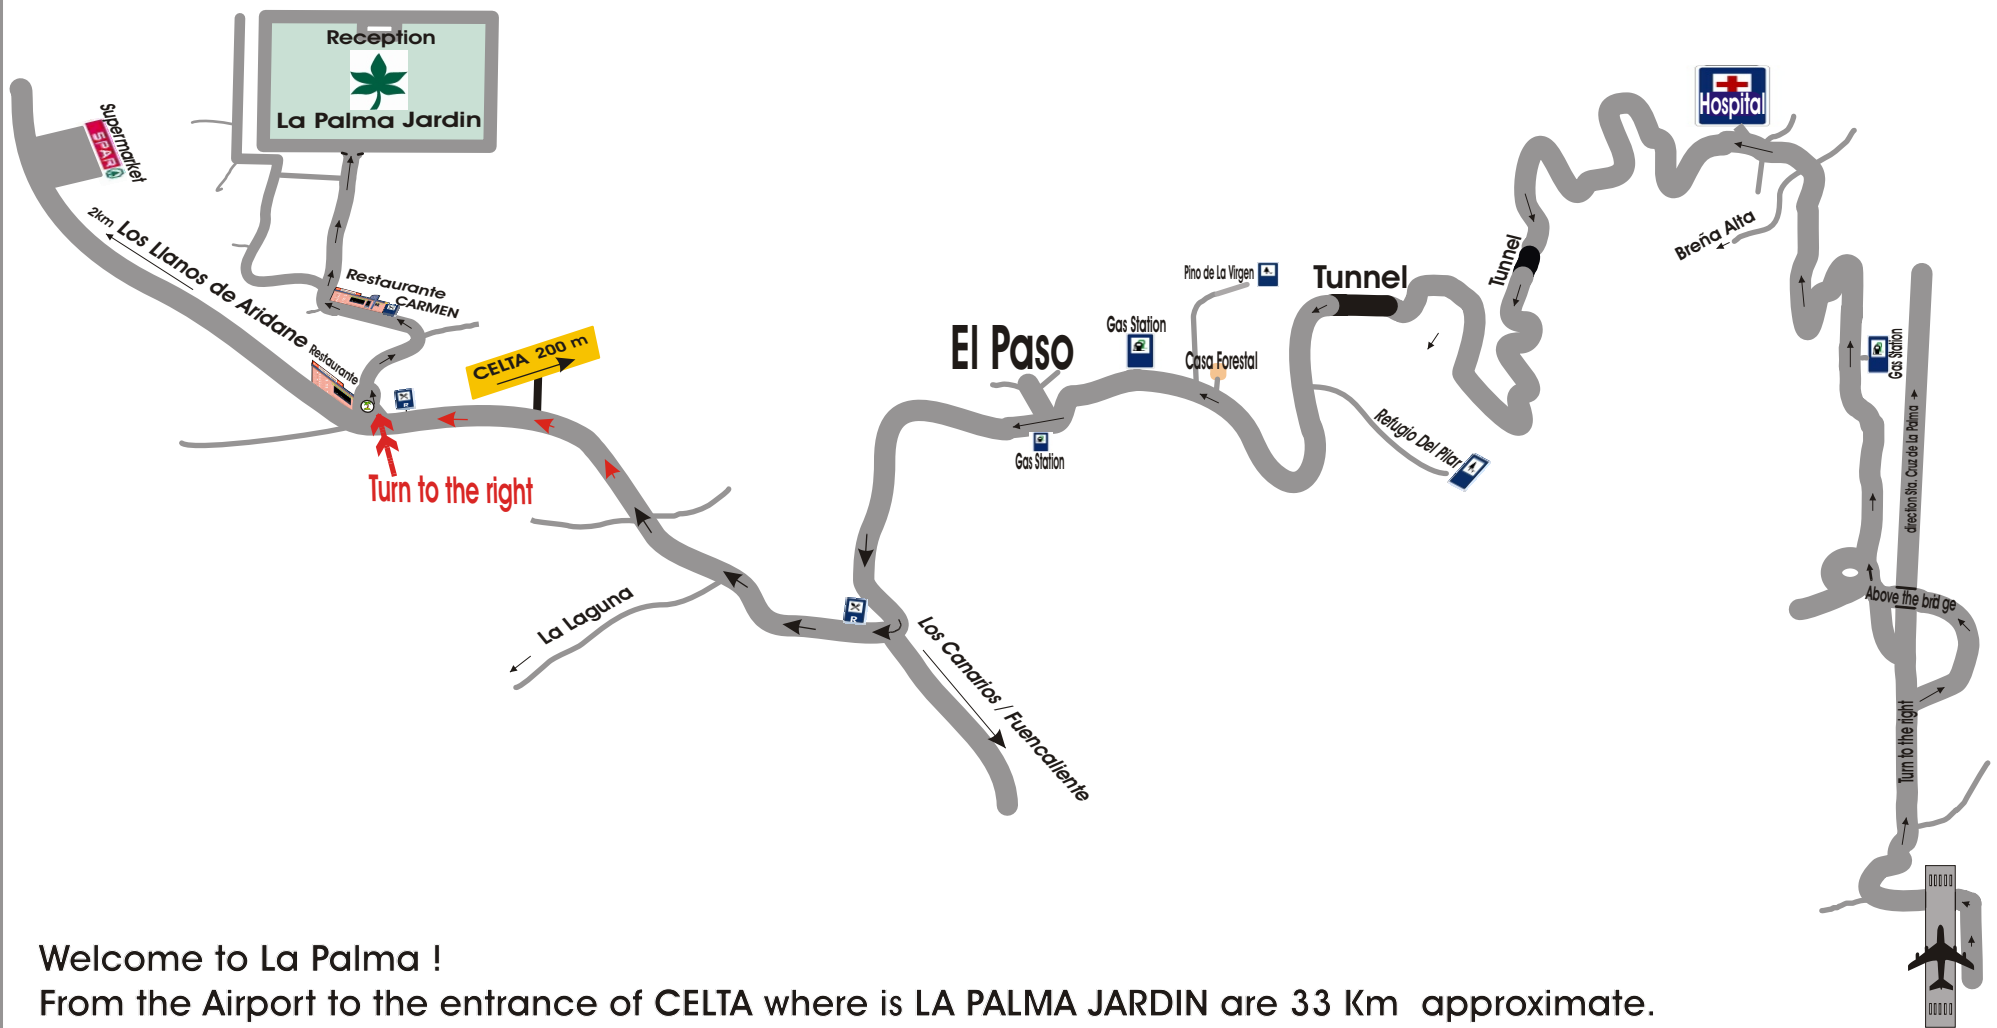 Reception
La Palma Jardin
Supermarket
SPAR
2km Los Llanos de Aridane
Restaurante
CARMEN
Restaurante
R
CELTA 200 m
Turn to the right
La Laguna
R
Los Canarios / Fuencaliente
El Paso
Gas Station
Gas Station
Casa Forestal
Pino de La Virgen
Tunnel
Refugio Del Pilar
Tunnel
Hospital
Breña Alta
Gas Station
direction Sta. Cruz de La Palma
Above the bridge
Turn to the right
Welcome to La Palma !
From the Airport to the entrance of CELTA where is LA PALMA JARDIN are 33 Km approximate.